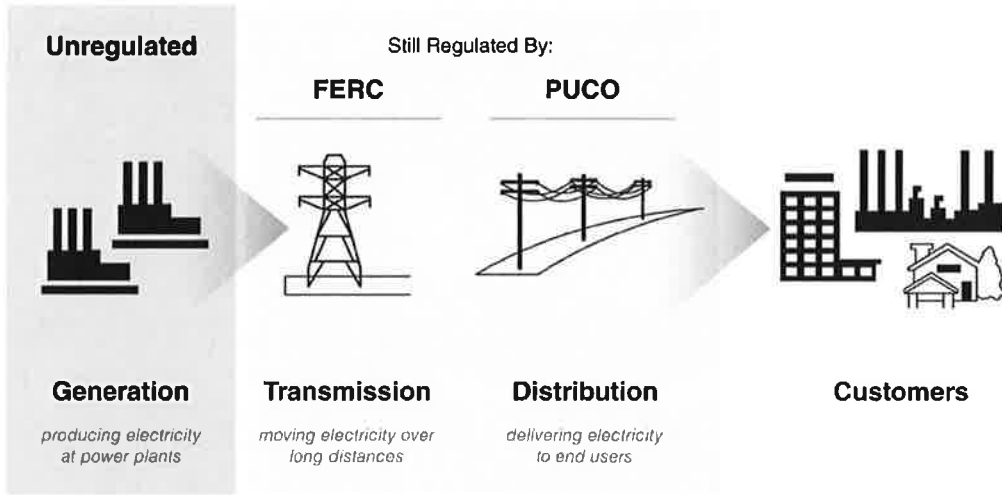 Unregulated
Still Regulated By:
FERC
PUCO
Generation
Transmission
Distribution
Customers
producing electricity
at power plants
moving electricity over
long distances
delivering electricity
to end users